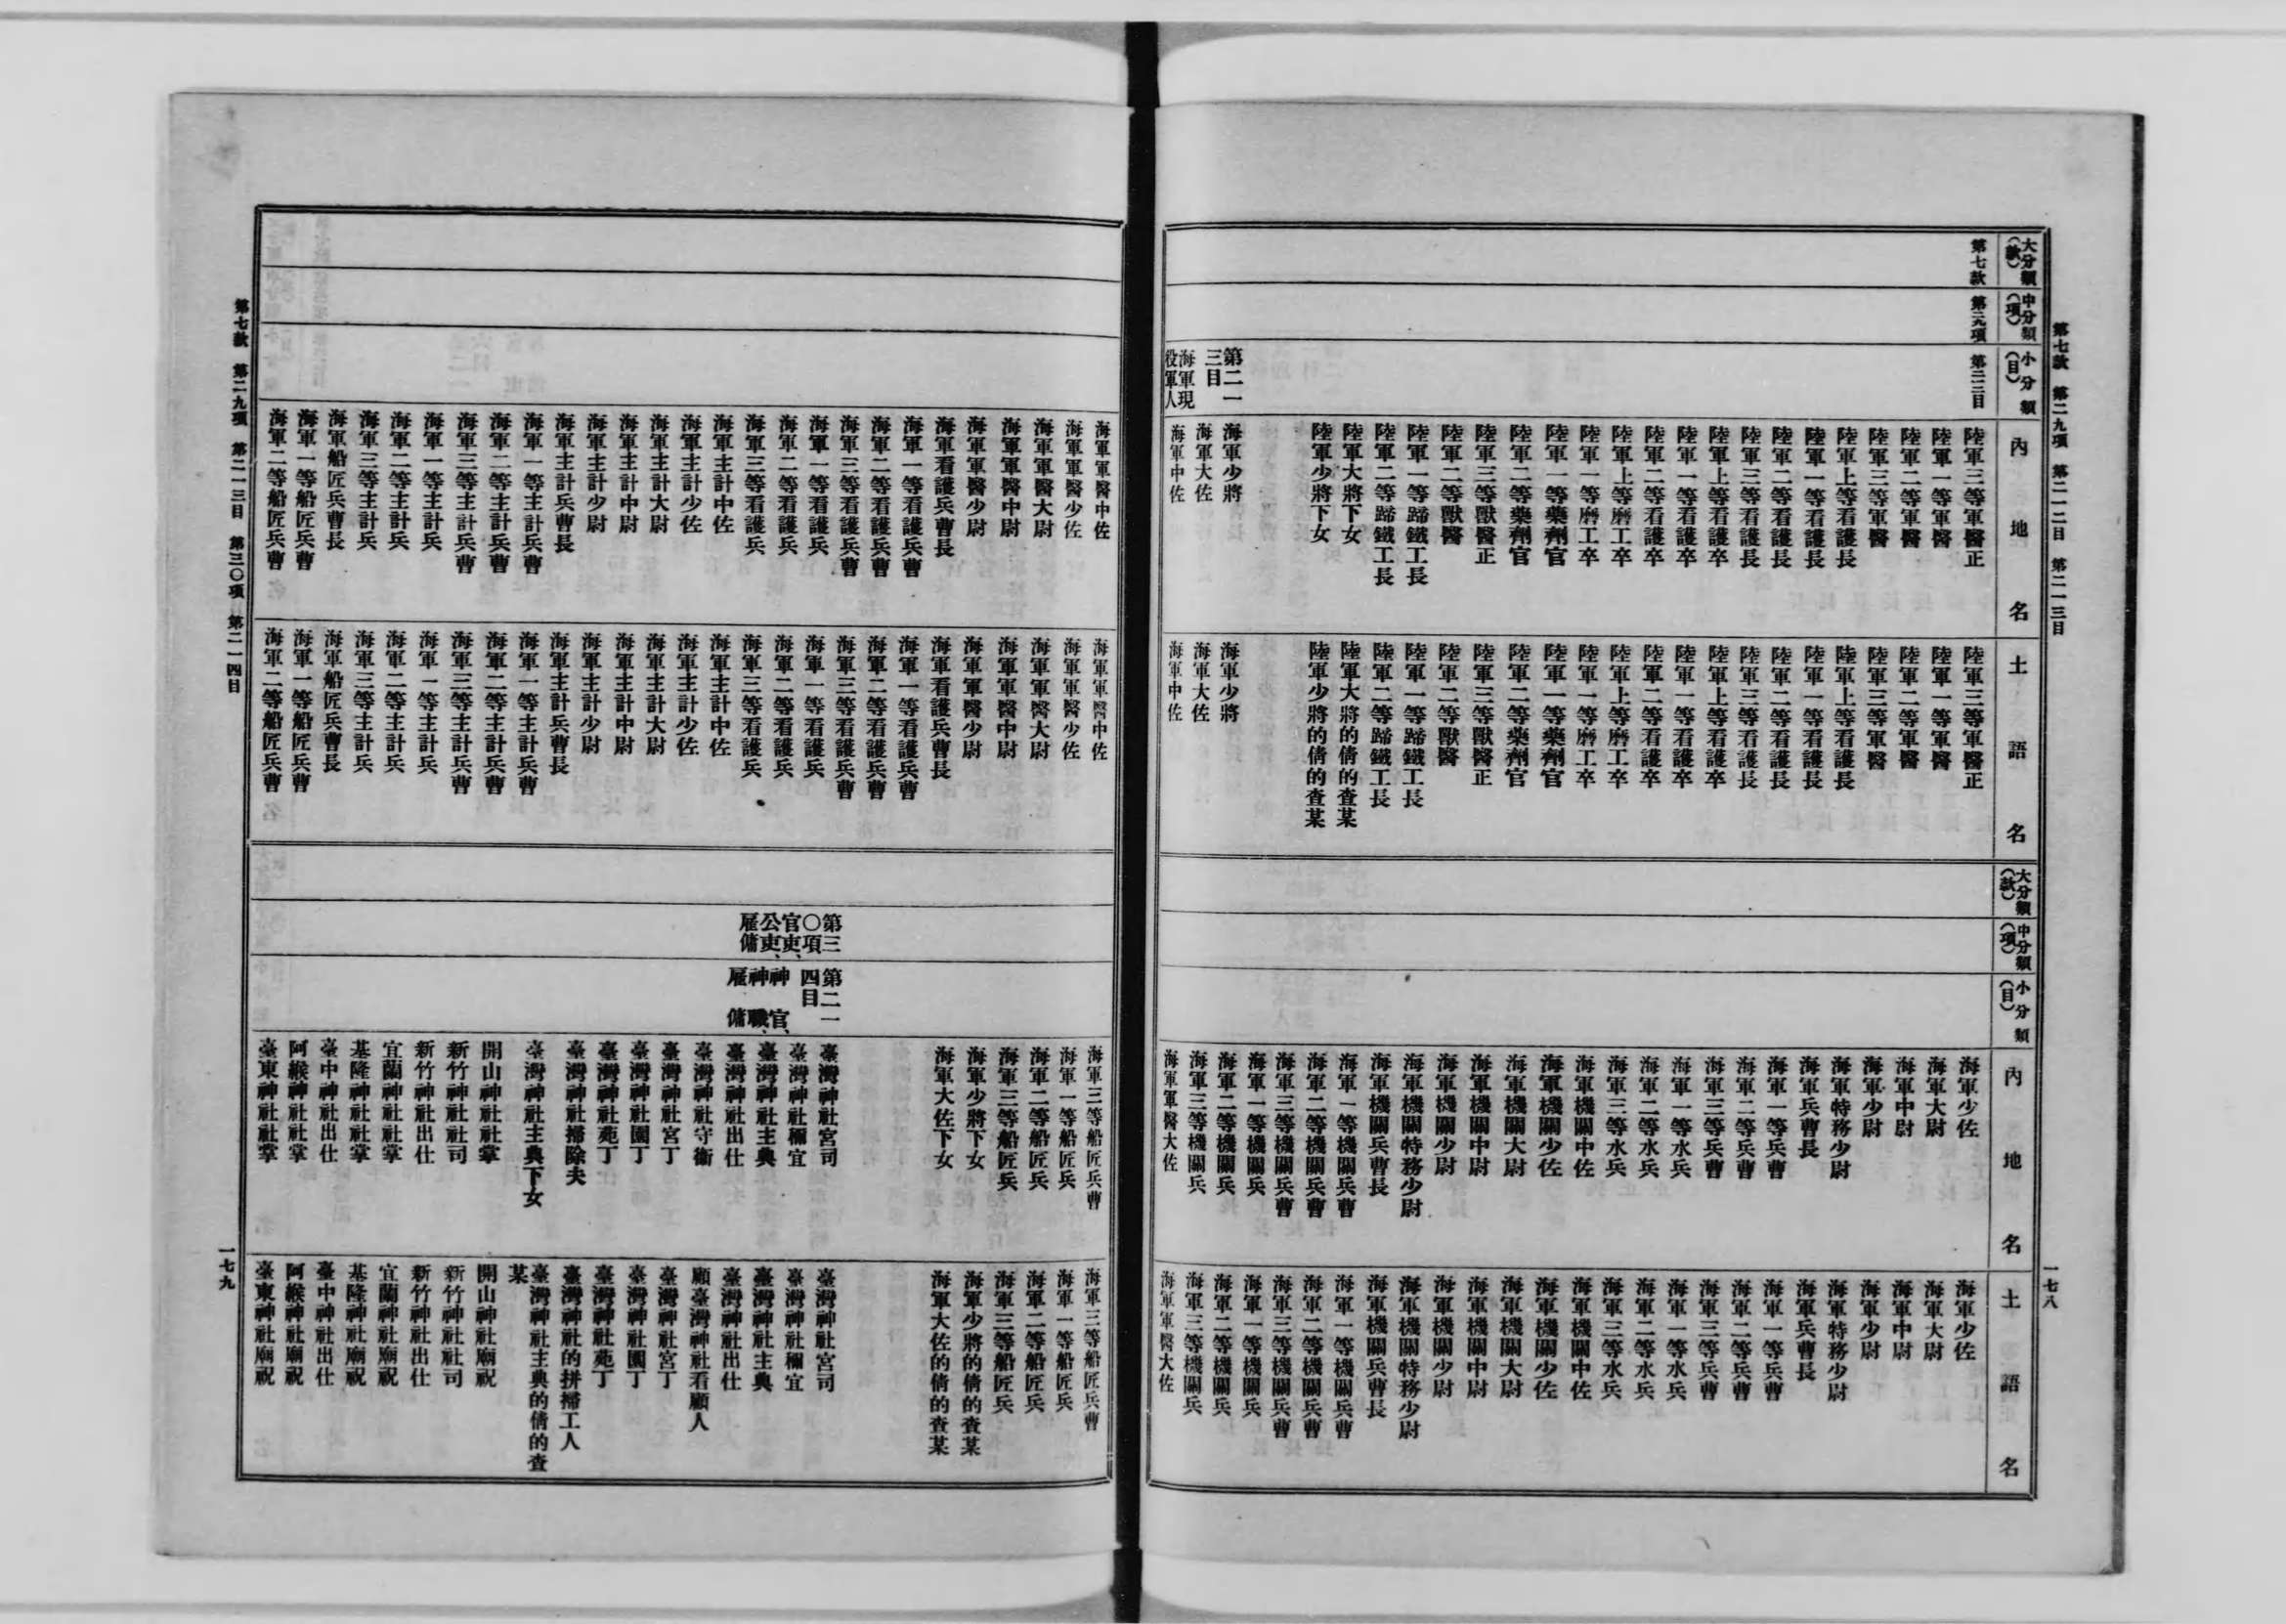 第七款 第二九項 第二一二目 第二一三目
一七八
大分類(款)
中分類(項)
小分類(目)
內地名
土語名
第七款
第二九項
第二一二目
陸軍三等軍醫正
陸軍一等軍醫
陸軍二等軍醫
陸軍三等軍醫
陸軍上等看護長
陸軍一等看護長
陸軍二等看護長
陸軍三等看護長
陸軍上等看護卒
陸軍一等看護卒
陸軍二等看護卒
陸軍上等磨工卒
陸軍一等磨工卒
陸軍一等藥劑官
陸軍二等藥劑官
陸軍三等獸醫正
陸軍二等獸醫
陸軍一等蹄鐵工長
陸軍二等蹄鐵工長
陸軍大將下女
陸軍少將下女
第二一三目
海軍現役軍人
海軍少將
海軍大佐
海軍中佐
陸軍三等軍醫正
陸軍一等軍醫
陸軍二等軍醫
陸軍三等軍醫
陸軍上等看護長
陸軍一等看護長
陸軍二等看護長
陸軍三等看護長
陸軍上等看護卒
陸軍一等看護卒
陸軍二等看護卒
陸軍上等磨工卒
陸軍一等磨工卒
陸軍一等藥劑官
陸軍二等藥劑官
陸軍三等獸醫正
陸軍二等獸醫
陸軍一等蹄鐵工長
陸軍二等蹄鐵工長
陸軍大將的倩的查某
陸軍少將的倩的查某
海軍少將
海軍大佐
海軍中佐
大分類(款)
中分類(項)
小分類(目)
內地名
土語名
海軍少佐
海軍大尉
海軍中尉
海軍少尉
海軍特務少尉
海軍兵曹長
海軍一等兵曹
海軍二等兵曹
海軍三等兵曹
海軍一等水兵
海軍二等水兵
海軍三等水兵
海軍機關中佐
海軍機關少佐
海軍機關大尉
海軍機關中尉
海軍機關少尉
海軍機關特務少尉
海軍機關兵曹長
海軍一等機關兵曹
海軍二等機關兵曹
海軍三等機關兵曹
海軍一等機關兵
海軍二等機關兵
海軍三等機關兵
海軍軍醫大佐
海軍少佐
海軍大尉
海軍中尉
海軍少尉
海軍特務少尉
海軍兵曹長
海軍一等兵曹
海軍二等兵曹
海軍三等兵曹
海軍一等水兵
海軍二等水兵
海軍三等水兵
海軍機關中佐
海軍機關少佐
海軍機關大尉
海軍機關中尉
海軍機關少尉
海軍機關特務少尉
海軍機關兵曹長
海軍一等機關兵曹
海軍二等機關兵曹
海軍三等機關兵曹
海軍一等機關兵
海軍二等機關兵
海軍三等機關兵
海軍軍醫大佐
海軍軍醫中佐
海軍軍醫少佐
海軍軍醫大尉
海軍軍醫中尉
海軍軍醫少尉
海軍看護兵曹長
海軍一等看護兵曹
海軍二等看護兵曹
海軍三等看護兵曹
海軍一等看護兵
海軍二等看護兵
海軍三等看護兵
海軍主計中佐
海軍主計少佐
海軍主計大尉
海軍主計中尉
海軍主計少尉
海軍主計兵曹長
海軍一等主計兵曹
海軍二等主計兵曹
海軍三等主計兵曹
海軍一等主計兵
海軍二等主計兵
海軍三等主計兵
海軍船匠兵曹長
海軍一等船匠兵曹
海軍二等船匠兵曹
海軍軍醫中佐
海軍軍醫少佐
海軍軍醫大尉
海軍軍醫中尉
海軍軍醫少尉
海軍看護兵曹長
海軍一等看護兵曹
海軍二等看護兵曹
海軍三等看護兵曹
海軍一等看護兵
海軍二等看護兵
海軍三等看護兵
海軍主計中佐
海軍主計少佐
海軍主計大尉
海軍主計中尉
海軍主計少尉
海軍主計兵曹長
海軍一等主計兵曹
海軍二等主計兵曹
海軍三等主計兵曹
海軍一等主計兵
海軍二等主計兵
海軍三等主計兵
海軍船匠兵曹長
海軍一等船匠兵曹
海軍二等船匠兵曹
第三〇項
官吏、公吏、雇傭
第二一四目
神官、神職、雇傭
海軍三等船匠兵曹
海軍一等船匠兵
海軍二等船匠兵
海軍三等船匠兵
海軍少將下女
海軍大佐下女
臺灣神社宮司
臺灣神社禰宜
臺灣神社主典
臺灣神社出仕
臺灣神社守衞
臺灣神社宮丁
臺灣神社園丁
臺灣神社苑丁
臺灣神社掃除夫
臺灣神社主典下女
開山神社社掌
新竹神社社司
新竹神社出仕
宜蘭神社社掌
基隆神社社掌
臺中神社出仕
阿緱神社社掌
臺東神社社掌
海軍三等船匠兵曹
海軍一等船匠兵
海軍二等船匠兵
海軍三等船匠兵
海軍少將的倩的查某
海軍大佐的倩的查某
臺灣神社宮司
臺灣神社禰宜
臺灣神社主典
臺灣神社出仕
顧臺灣神社看顧人
臺灣神社宮丁
臺灣神社園丁
臺灣神社苑丁
臺灣神社的拼掃工人
臺灣神社主典的倩的查
某
開山神社廟祝
新竹神社社司
新竹神社出仕
宜蘭神社廟祝
基隆神社廟祝
臺中神社出仕
阿緱神社廟祝
臺東神社廟祝
第七款 第二九項 第二一三目 第三〇項 第二一四目
一七九